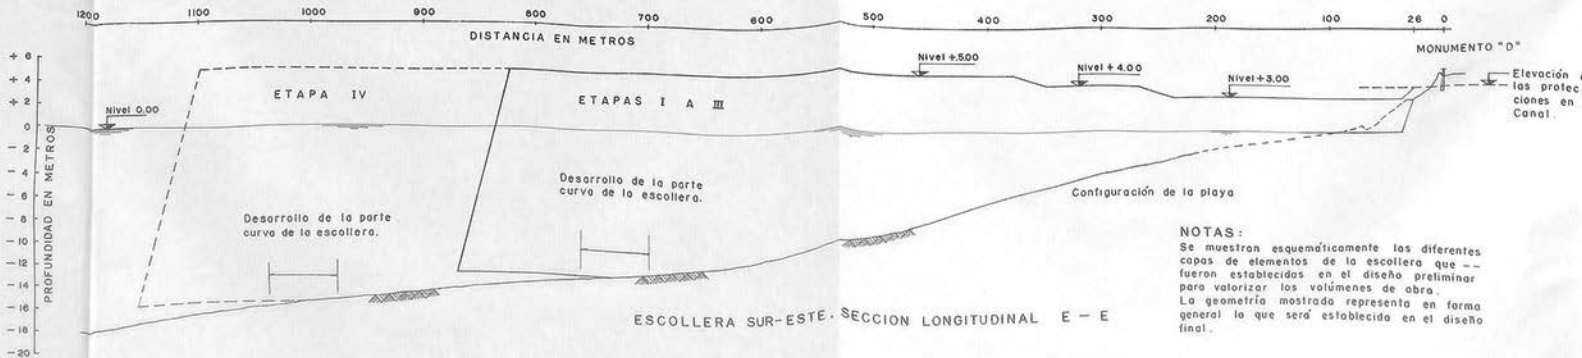 1200 1100 1000 900 800 700 600 500 400 300 200 100 26 0
DISTANCIA EN METROS
MONUMENTO "D"
+ 6
+ 4
+ 2
0
- 2
- 4
- 6
- 8
- 10
- 12
- 14
- 16
- 18
- 20
PROFUNDIDAD EN METROS
Nivel 0.00
ETAPA IV
ETAPAS I A III
Nivel +.500
Nivel + 4.00
Nivel +3.00
Elevación
las protec
ciones en
Canal.
Desarrollo de la parte
curva de la escollera.
Desarrollo de la parte
curva de la escollera.
Configuración de la playa
NOTAS:
Se muestran esquemáticamente las diferentes
capas de elementos de la escollera que --
fueron establecidas en el diseño preliminar
para valorizar los volúmenes de obra.
La geometría mostrada representa en forma
general lo que será establecido en el diseño
final.
ESCOLLERA SUR-ESTE. SECCION LONGITUDINAL E - E